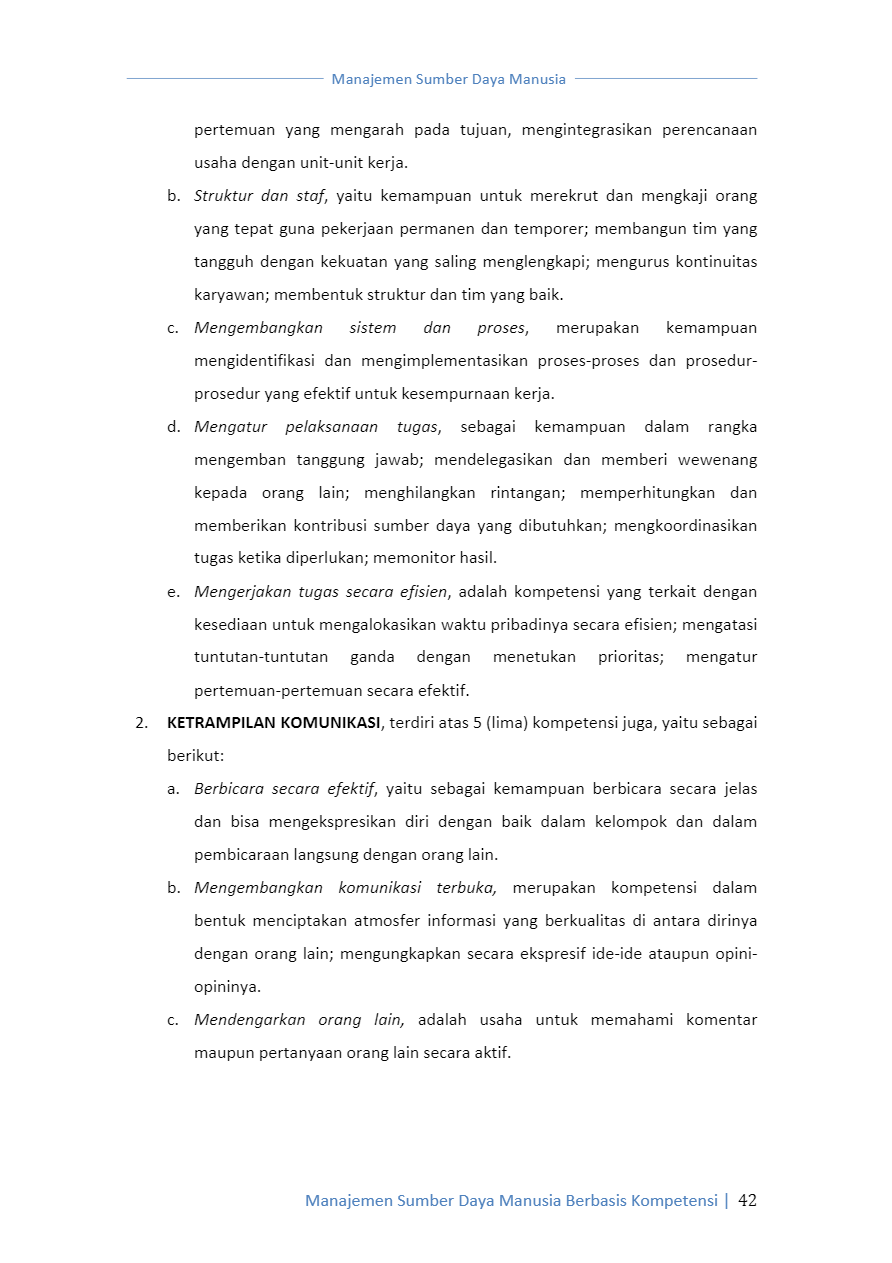 Manajemen Sumber Daya Manusia
pertemuan yang mengarah pada tujuan, mengintegrasikan perencanaan
usaha dengan unit-unit kerja.
b. Struktur dan staf, yaitu kemampuan untuk merekrut dan mengkaji orang
yang tepat guna pekerjaan permanen dan temporer; membangun tim yang
tangguh dengan kekuatan yang saling menglengkapi; mengurus kontinuitas
karyawan; membentuk struktur dan tim yang baik.
c. Mengembangkan sistem dan proses, merupakan kemampuan
mengidentifikasi dan mengimplementasikan proses-proses dan prosedur-
prosedur yang efektif untuk kesempurnaan kerja.
d. Mengatur pelaksanaan tugas, sebagai kemampuan dalam rangka
mengemban tanggung jawab; mendelegasikan dan memberi wewenang
kepada orang lain; menghilangkan rintangan; memperhitungkan dan
memberikan kontribusi sumber daya yang dibutuhkan; mengkoordinasikan
tugas ketika diperlukan; memonitor hasil.
e. Mengerjakan tugas secara efisien, adalah kompetensi yang terkait dengan
kesediaan untuk mengalokasikan waktu pribadinya secara efisien; mengatasi
tuntutan-tuntutan ganda dengan menetukan prioritas; mengatur
pertemuan-pertemuan secara efektif.
2. KETRAMPILAN KOMUNIKASI, terdiri atas 5 (lima) kompetensi juga, yaitu sebagai
berikut:
a. Berbicara secara efektif, yaitu sebagai kemampuan berbicara secara jelas
dan bisa mengekspresikan diri dengan baik dalam kelompok dan dalam
pembicaraan langsung dengan orang lain.
b. Mengembangkan komunikasi terbuka, merupakan kompetensi dalam
bentuk menciptakan atmosfer informasi yang berkualitas di antara dirinya
dengan orang lain; mengungkapkan secara ekspresif ide-ide ataupun opini-
opininya.
c. Mendengarkan orang lain, adalah usaha untuk memahami komentar
maupun pertanyaan orang lain secara aktif.
Manajemen Sumber Daya Manusia Berbasis Kompetensi | 42